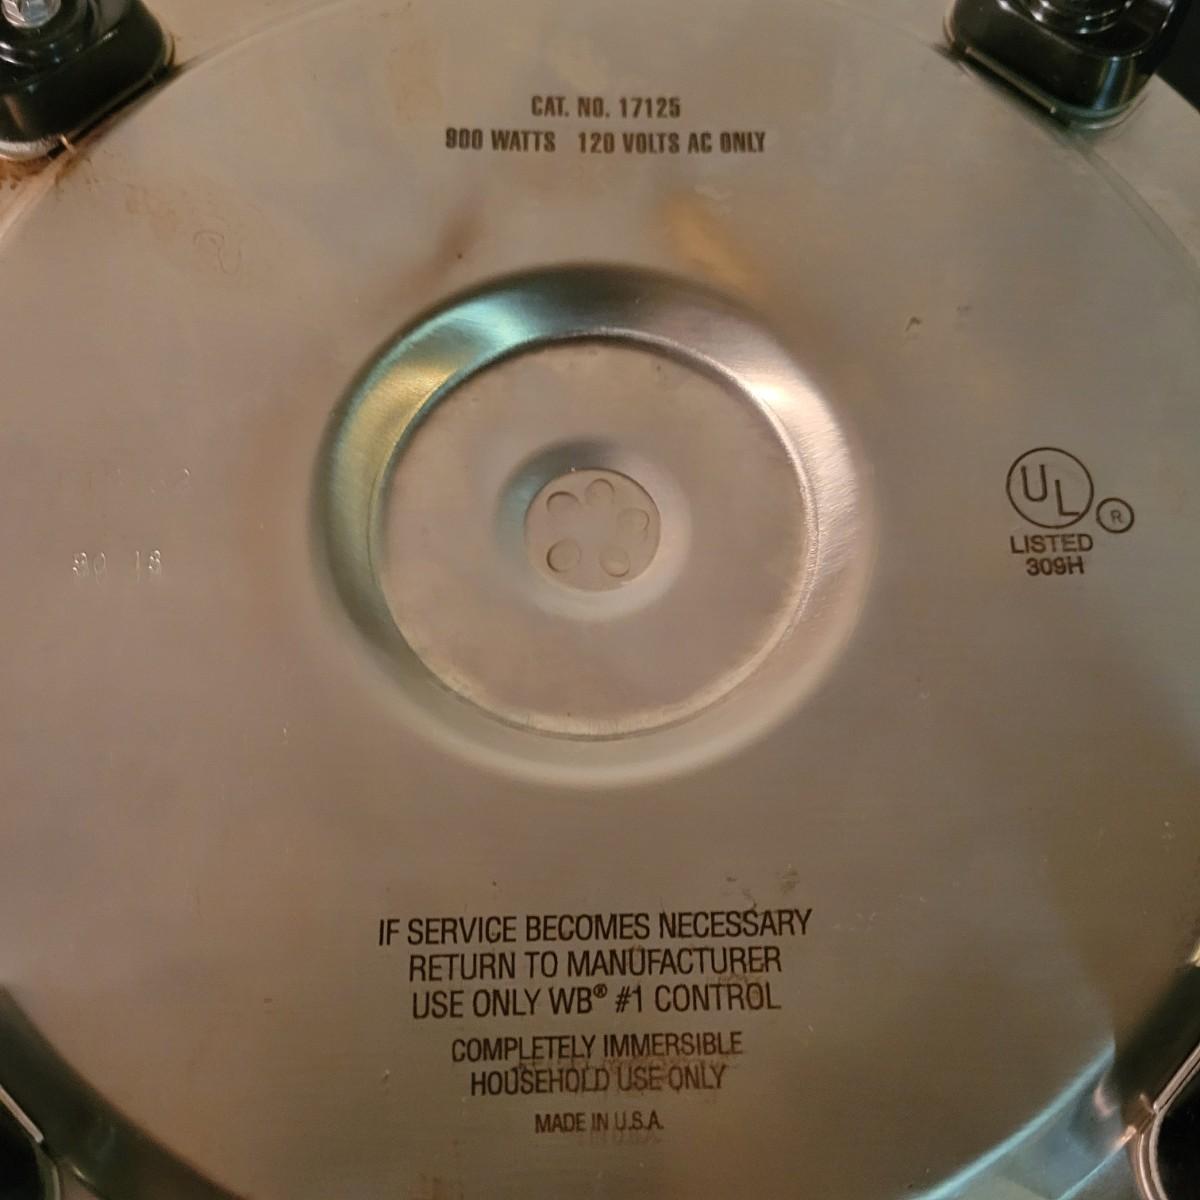 CAT. NO. 17125
900 WATTS 120 VOLTS AC ONLY
UL ®
LISTED
309H
IF SERVICE BECOMES NECESSARY
RETURN TO MANUFACTURER
USE ONLY WB® #1 CONTROL
COMPLETELY IMMERSIBLE
HOUSEHOLD USE ONLY
MADE IN U.S.A.